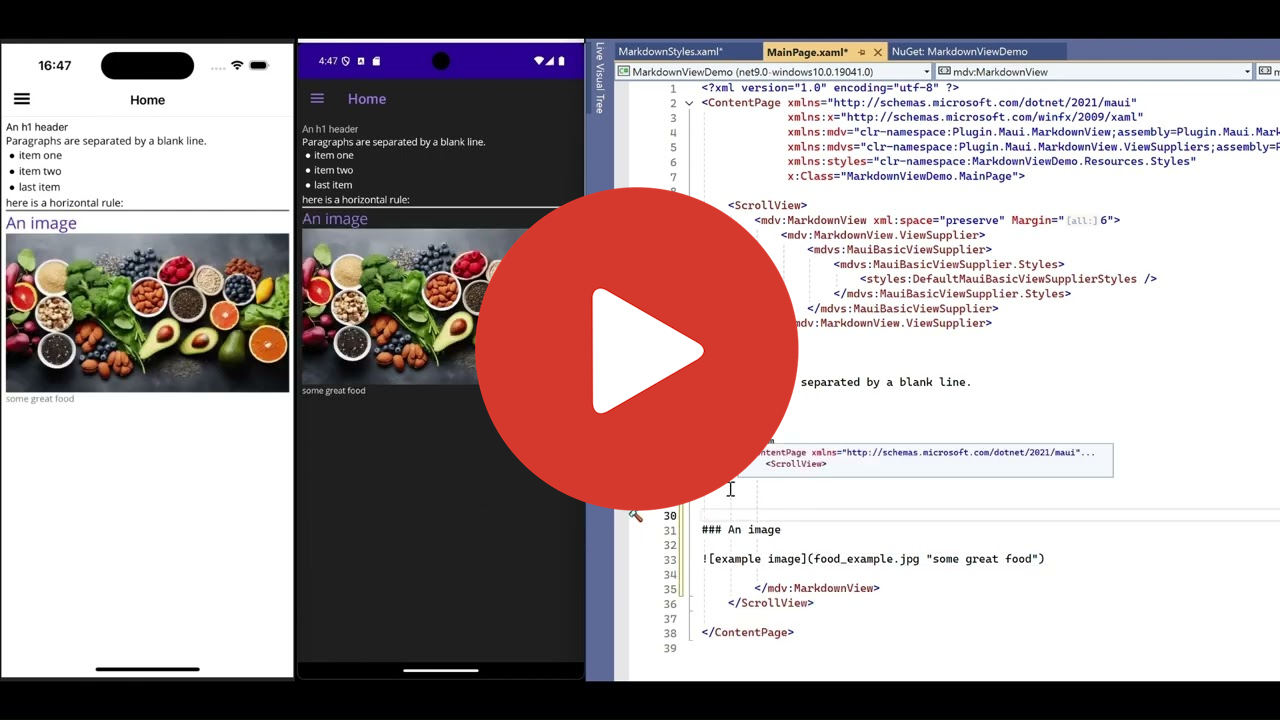 16:47
Home
An h1 header
Paragraphs are separated by a blank line.
● item one
● item two
● last item
here is a horizontal rule:
An image
some great food
4:47
Home
An h1 header
Paragraphs are separated by a blank line.
● item one
● item two
● last item
here is a horizontal rule:
An image
some great food
Live Visual Tree
MarkdownStyles.xaml* MainPage.xaml* NuGet: MarkdownViewDemo
MarkdownViewDemo (net9.0-windows10.0.19041.0) mdv:MarkdownView
1 <?xml version="1.0" encoding="utf-8" ?>
2 <ContentPage xmlns="http://schemas.microsoft.com/dotnet/2021/maui"
3 xmlns:x="http://schemas.microsoft.com/winfx/2009/xaml"
4 xmlns:mdv="clr-namespace:Plugin.Maui.MarkdownView;assembly=Plugin.Maui.Mark
5 xmlns:mdvs="clr-namespace:Plugin.Maui.MarkdownView.ViewSuppliers;assembly=P
6 xmlns:styles="clr-namespace:MarkdownViewDemo.Resources.Styles"
7 x:Class="MarkdownViewDemo.MainPage">
8
<ScrollView>
<mdv:MarkdownView xml:space="preserve" Margin="[all:]6">
<mdv:MarkdownView.ViewSupplier>
<mdvs:MauiBasicViewSupplier>
<mdvs:MauiBasicViewSupplier.Styles>
<styles:DefaultMauiBasicViewSupplierStyles />
</mdvs:MauiBasicViewSupplier.Styles>
</mdvs:MauiBasicViewSupplier>
mdv:MarkdownView.ViewSupplier>
separated by a blank line.
ntentPage xmlns="http://schemas.microsoft.com/dotnet/2021/maui"...
<ScrollView>
30
31 ### An image
32
33 ![example image](food_example.jpg "some great food")
34
35 </mdv:MarkdownView>
36 </ScrollView>
37
38 </ContentPage>
39